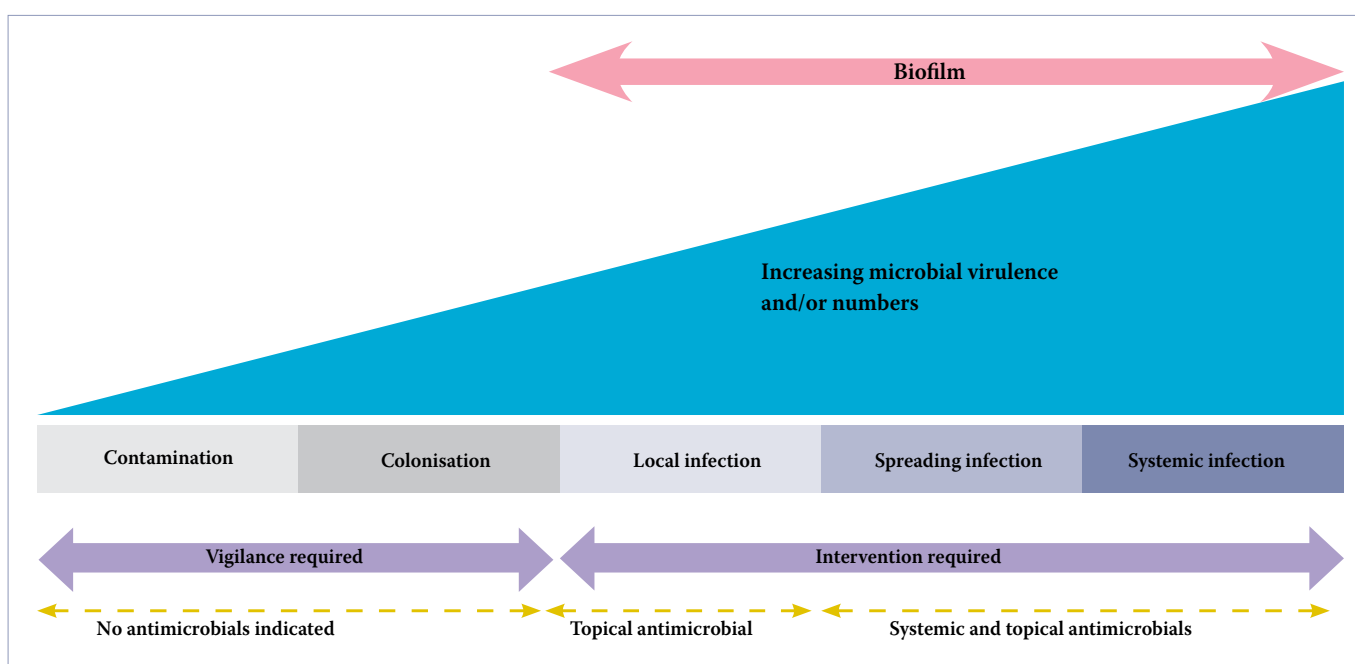 Biofilm
Increasing microbial virulence
and/or numbers
Contamination
Colonisation
Local infection
Spreading infection
Systemic infection
Vigilance required
Intervention required
No antimicrobials indicated
Topical antimicrobial
Systemic and topical antimicrobials